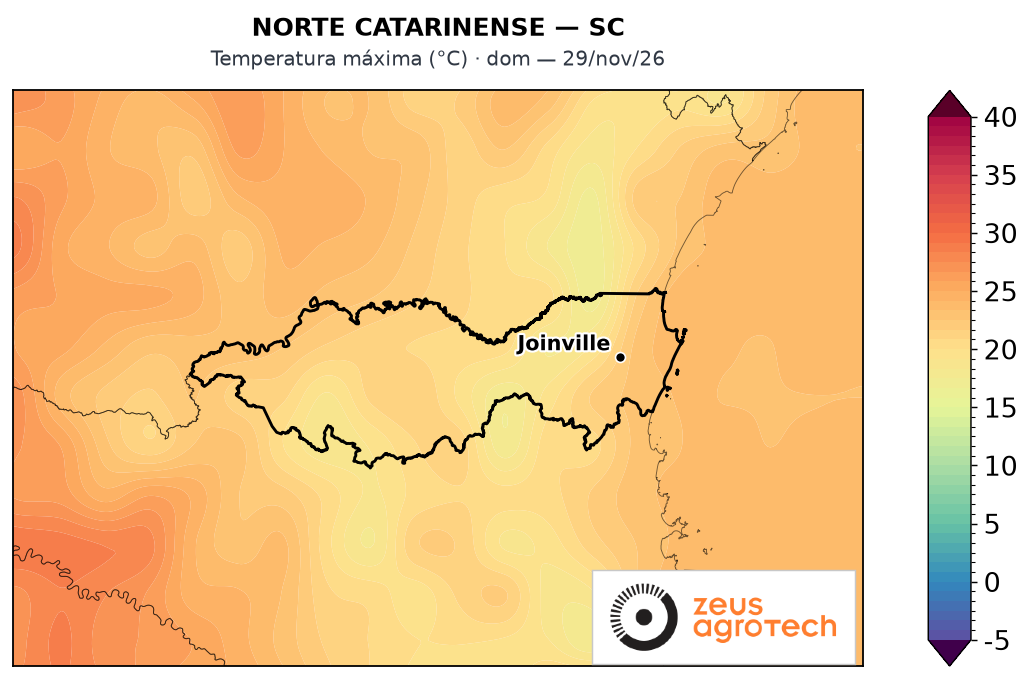 NORTE CATARINENSE — SC
Temperatura máxima (°C) · dom — 29/nov/26
Joinville
40
35
30
25
20
15
10
5
0
-5
zeus
agrotech